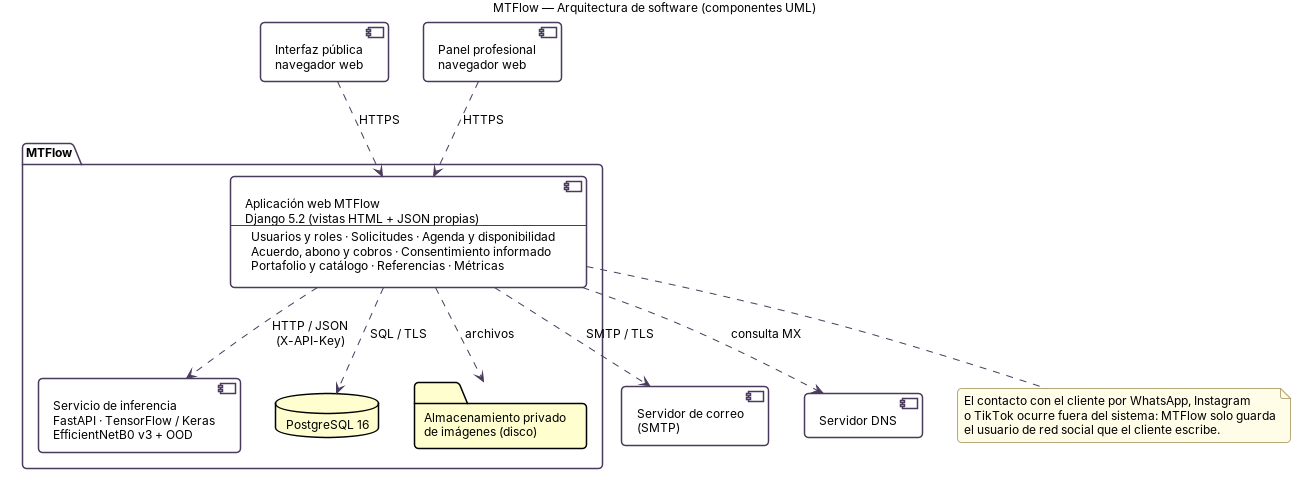 MTFlow — Arquitectura de software (componentes UML)
Interfaz pública
navegador web
Panel profesional
navegador web
HTTPS
HTTPS
MTFlow
Aplicación web MTFlow
Django 5.2 (vistas HTML + JSON propias)
Usuarios y roles · Solicitudes · Agenda y disponibilidad
Acuerdo, abono y cobros · Consentimiento informado
Portafolio y catálogo · Referencias · Métricas
HTTP / JSON
(X-API-Key)
SQL / TLS
archivos
SMTP / TLS
consulta MX
Servicio de inferencia
FastAPI · TensorFlow / Keras
EfficientNetB0 v3 + OOD
PostgreSQL 16
Almacenamiento privado
de imágenes (disco)
Servidor de correo
(SMTP)
Servidor DNS
El contacto con el cliente por WhatsApp, Instagram
o TikTok ocurre fuera del sistema: MTFlow solo guarda
el usuario de red social que el cliente escribe.